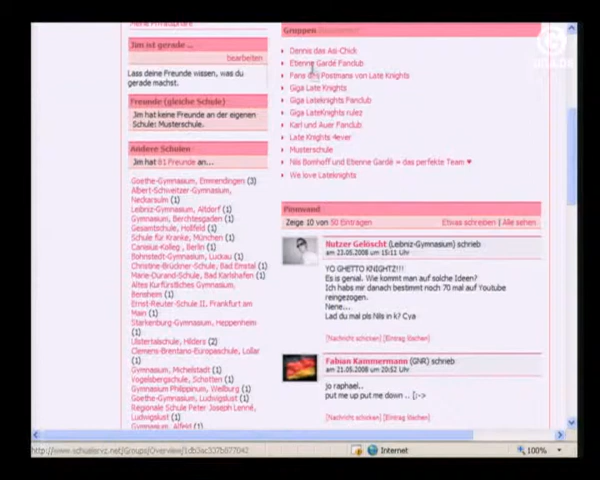 Meine Privatsphäre
Jim ist gerade ...
bearbeiten
Lass deine Freunde wissen, was du
gerade machst.
Freunde (gleiche Schule)
Jim hat keine Freunde an der eigenen
Schule: Musterschule.
Andere Schulen
Jim hat 81 Freunde an...
Goethe-Gymnasium, Emmendingen (3)
Albert-Schweitzer-Gymnasium,
Neckarsulm (1)
Leibniz-Gymnasium, Altdorf (1)
Gymnasium, Berchtesgaden (1)
Gesamtschule, Hollfeld (1)
Schule für Kranke, München (1)
Canisius-Kolleg, Berlin (1)
Bohnstedt-Gymnasium, Luckau (1)
Christine-Brückner-Schule, Bad Emstal (1)
Marie-Durand-Schule, Bad Karlshafen (1)
Altes Kurfürstliches Gymnasium,
Bensheim (1)
Ernst-Reuter-Schule II, Frankfurt am
Main (1)
Starkenburg-Gymnasium, Heppenheim
(1)
Ulstertalschule, Hilders (2)
Clemens-Brentano-Europaschule, Lollar
(1)
Gymnasium, Michelstadt (1)
Vogelsbergschule, Schotten (1)
Gymnasium Philippinum, Weilburg (1)
Goethe-Gymnasium, Ludwigslust (1)
Regionale Schule Peter Joseph Lenné,
Ludwigslust (1)
Gymnasium, Alfeld (1)
Gruppen
Dennis das Asi-Chick
Etienne Gardé Fanclub
Fans des Postmans von Late Knights
Giga Late Knights
Giga Lateknights Fanclub
Giga LateKnights rulez
Karl und Auer Fanclub
Late Knights 4ever
Musterschule
Nils Bomhoff und Etienne Gardé = das perfekte Team ♥
We love Lateknights
Pinnwand
Zeige 10 von 50 Einträgen
Etwas schreiben | Alle sehen
Nutzer Gelöscht (Leibniz-Gymnasium) schrieb
am 23.05.2008 um 15:11 Uhr
YO GHETTO KNIGHTZ!!!
Es is genial. Wie kommt man auf solche Ideen?
Ich habs mir danach bestimmt noch 70 mal auf Youtube
reingezogen.
Nene...
Lad du mal pls Nils in k? Cya
[Nachricht schicken] [Eintrag löschen]
Fabian Kammermann (GNR) schrieb
am 21.05.2008 um 20:52 Uhr
jo raphael..
put me up put me down .. [;->
[Nachricht schicken] [Eintrag löschen]
Internet
100%